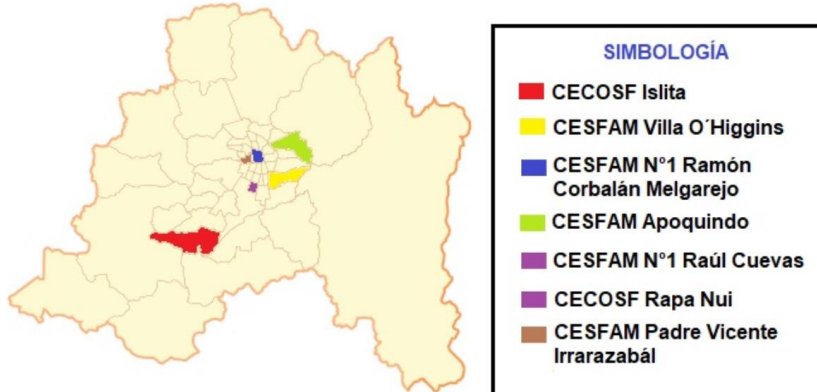 SIMBOLOGÍA
CECOSF Islita
CESFAM Villa O´Higgins
CESFAM N°1 Ramón
Corbalán Melgarejo
CESFAM Apoquindo
CESFAM N°1 Raúl Cuevas
CECOSF Rapa Nui
CESFAM Padre Vicente
Irrarazabál